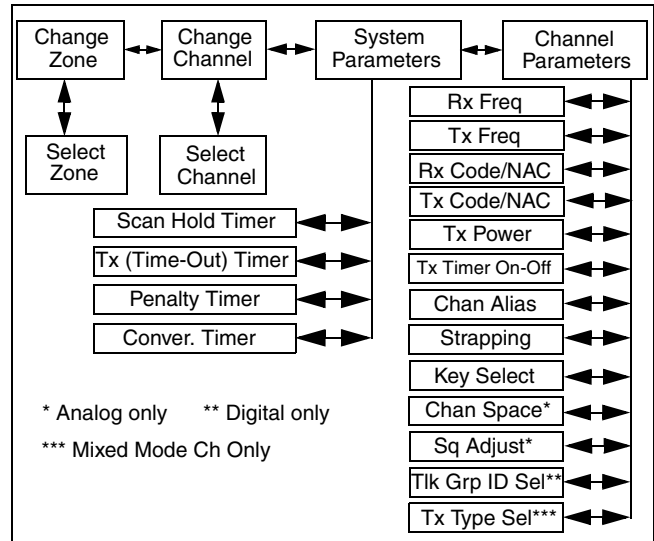 Change
Zone
Change
Channel
System
Parameters
Channel
Parameters
Select
Zone
Select
Channel
Scan Hold Timer
Tx (Time-Out) Timer
Penalty Timer
Conver. Timer
Rx Freq
Tx Freq
Rx Code/NAC
Tx Code/NAC
Tx Power
Tx Timer On-Off
Chan Alias
Strapping
Key Select
Chan Space*
Sq Adjust*
Tlk Grp ID Sel**
Tx Type Sel***
* Analog only ** Digital only
*** Mixed Mode Ch Only